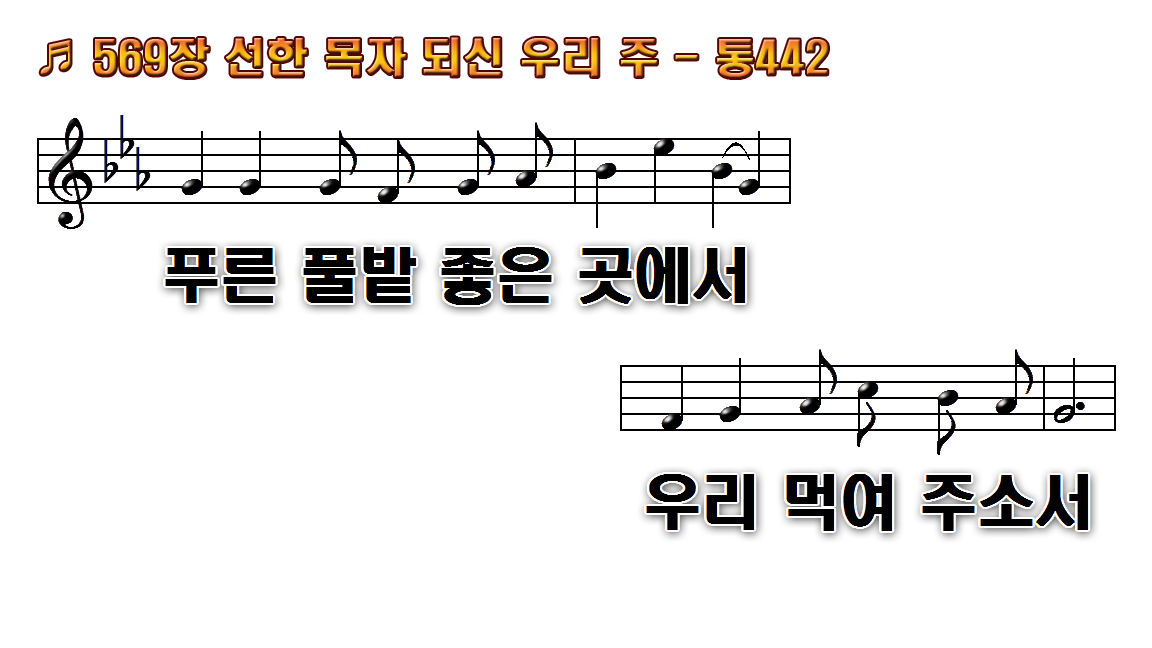 ♬ 569장 선한 목자 되신 우리 주 - 통442
푸른 풀밭 좋은 곳에서
우리 먹여 주소서